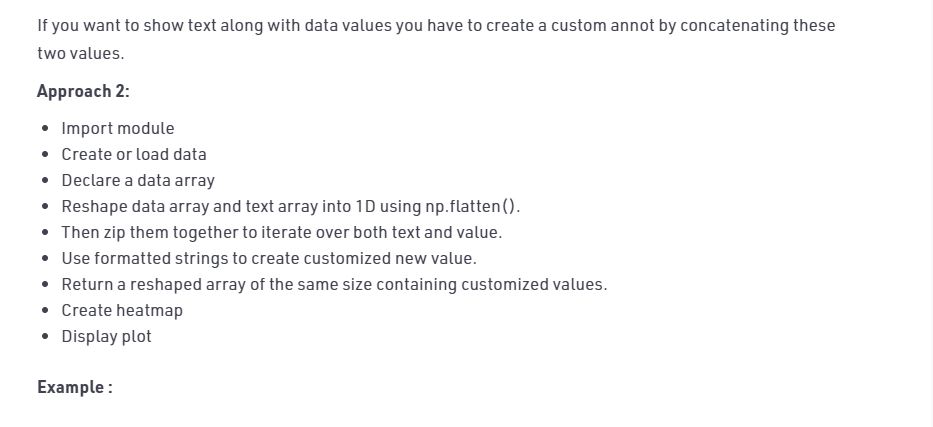 If you want to show text along with data values you have to create a custom annot by concatenating these
two values.
Approach 2:
• Import module
• Create or load data
• Declare a data array
• Reshape data array and text array into 1D using np.flatten().
• Then zip them together to iterate over both text and value.
• Use formatted strings to create customized new value.
• Return a reshaped array of the same size containing customized values.
• Create heatmap
• Display plot
Example :